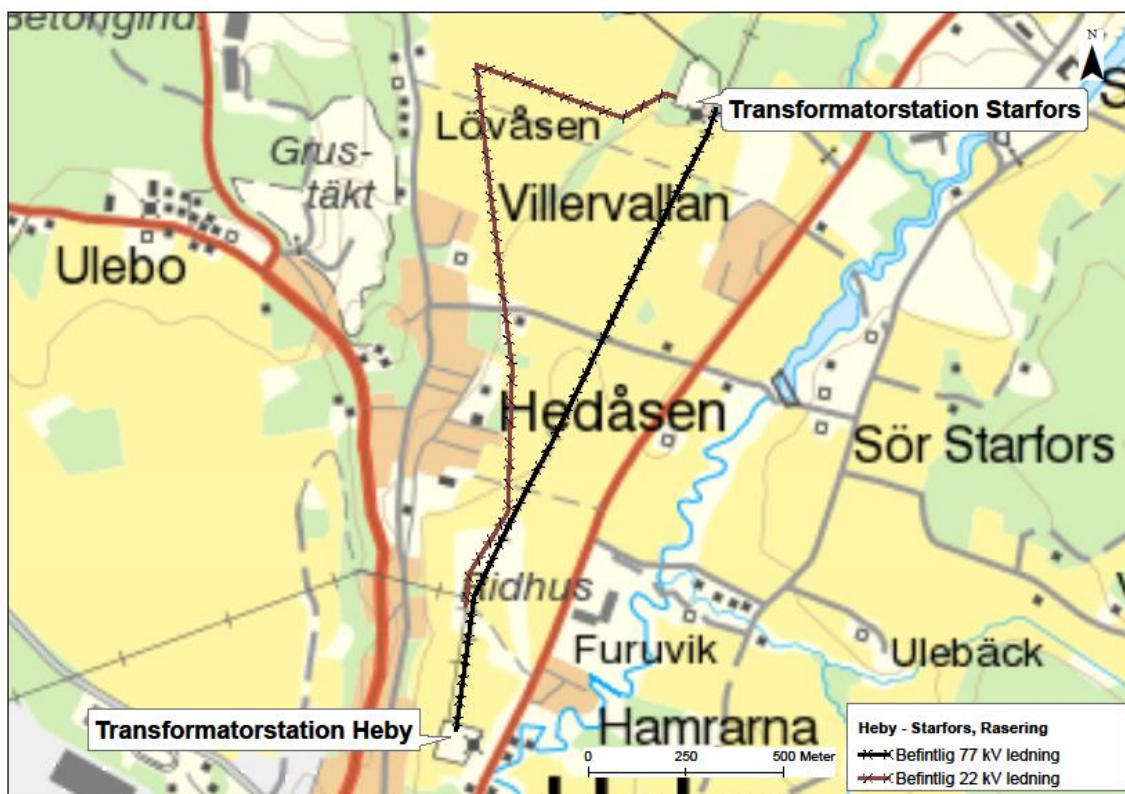 Betongind.
N
Transformatorstation Starfors
Lövåsen
Grus-
täkt
Villervallan
Ulebo
Hedåsen
Sör Starfors
Ridhus
Furuvik
Ulebäck
Transformatorstation Heby
Hamrarna
0 250 500 Meter
Heby - Starfors, Rasering
Befintlig 77 kV ledning
Befintlig 22 kV ledning